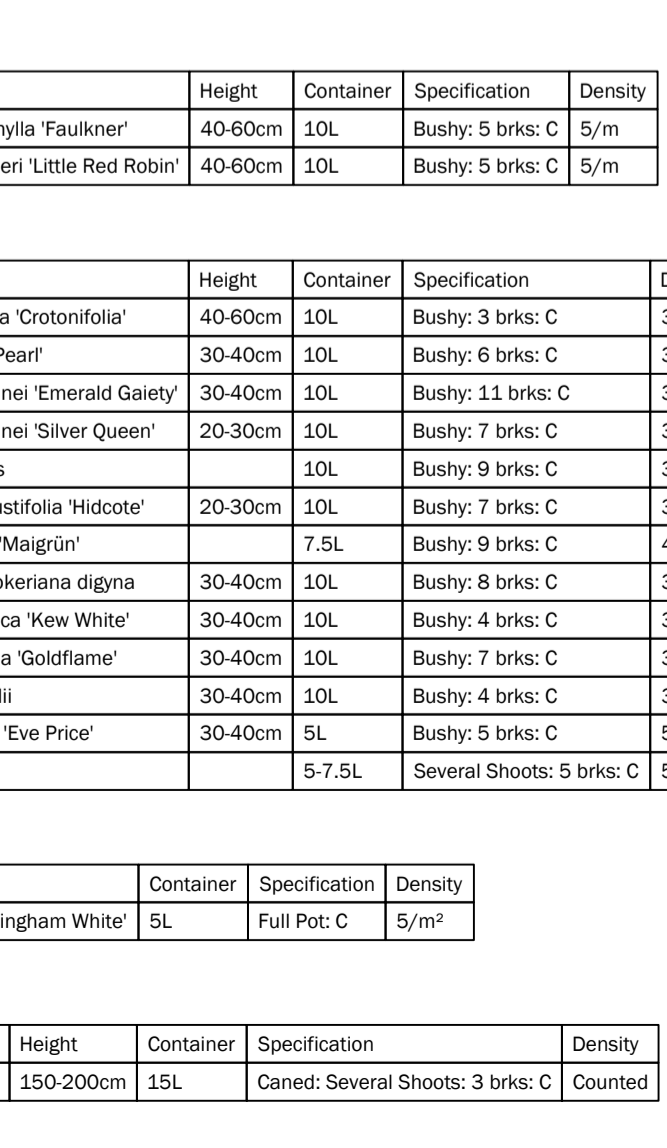 Height Container Specification Density
ylla 'Faulkner' 40-60cm 10L Bushy: 5 brks: C 5/m
eri 'Little Red Robin' 40-60cm 10L Bushy: 5 brks: C 5/m
Height Container Specification
a 'Crotonifolia' 40-60cm 10L Bushy: 3 brks: C
Pearl' 30-40cm 10L Bushy: 6 brks: C
nei 'Emerald Gaiety' 30-40cm 10L Bushy: 11 brks: C
nei 'Silver Queen' 20-30cm 10L Bushy: 7 brks: C
s 10L Bushy: 9 brks: C
ustifolia 'Hidcote' 20-30cm 10L Bushy: 7 brks: C
'Maigrün' 7.5L Bushy: 9 brks: C
okeriana digyna 30-40cm 10L Bushy: 8 brks: C
ca 'Kew White' 30-40cm 10L Bushy: 4 brks: C
a 'Goldflame' 30-40cm 10L Bushy: 7 brks: C
lii 30-40cm 10L Bushy: 4 brks: C
'Eve Price' 30-40cm 5L Bushy: 5 brks: C
5-7.5L Several Shoots: 5 brks: C
Container Specification Density
ingham White' 5L Full Pot: C 5/m²
Height Container Specification Density
150-200cm 15L Caned: Several Shoots: 3 brks: C Counted